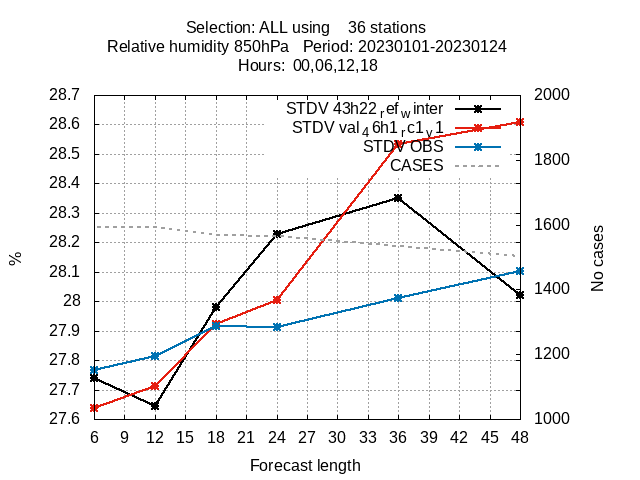 Selection: ALL using 36 stations
Relative humidity 850hPa Period: 20230101-20230124
Hours: 00,06,12,18
28.7 2000
STDV 43h22_ref_winter
28.6
STDV val_46h1_rc1_v1
STDV OBS
28.5 1800
CASES
28.4
28.3
1600
28.2
%
No cases
28.1
1400
28
27.9
1200
27.8
27.7
27.6 1000
6 9 12 15 18 21 24 27 30 33 36 39 42 45 48
Forecast length